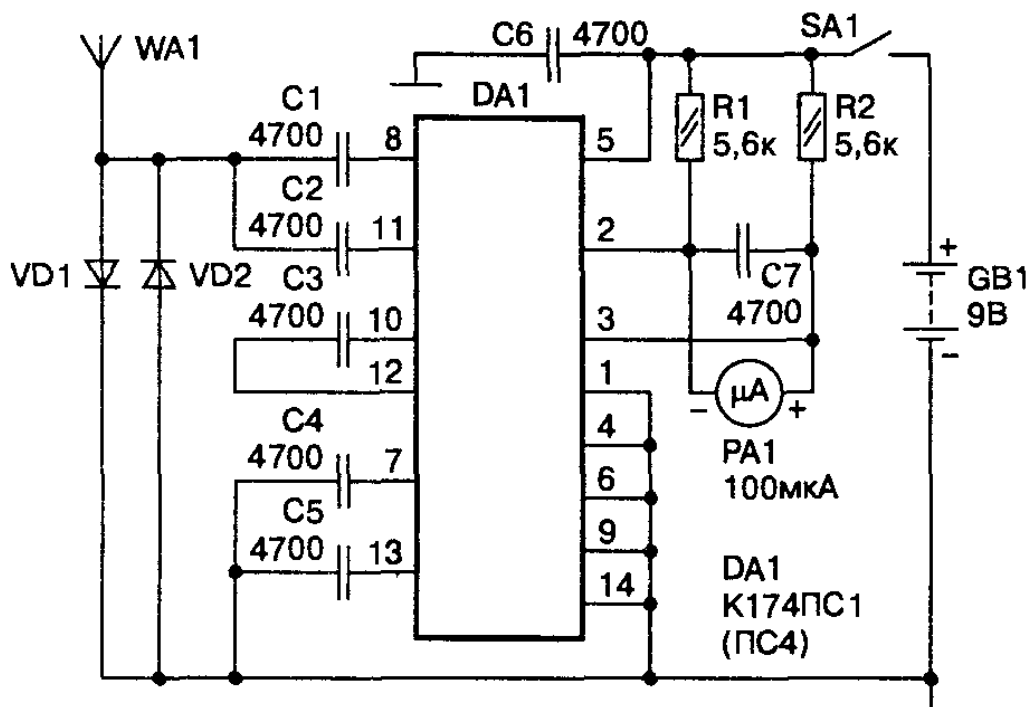 WA1
C6
4700
SA1
C1
4700
8
DA1
5
R1
5,6к
R2
5,6к
C2
4700
11
2
VD1
VD2
C3
4700
10
C7
4700
+
GB1
9В
-
12
3
1
- µA +
PA1
100мкА
C4
4700
7
4
6
C5
4700
13
9
14
DA1
К174ПС1
(ПС4)